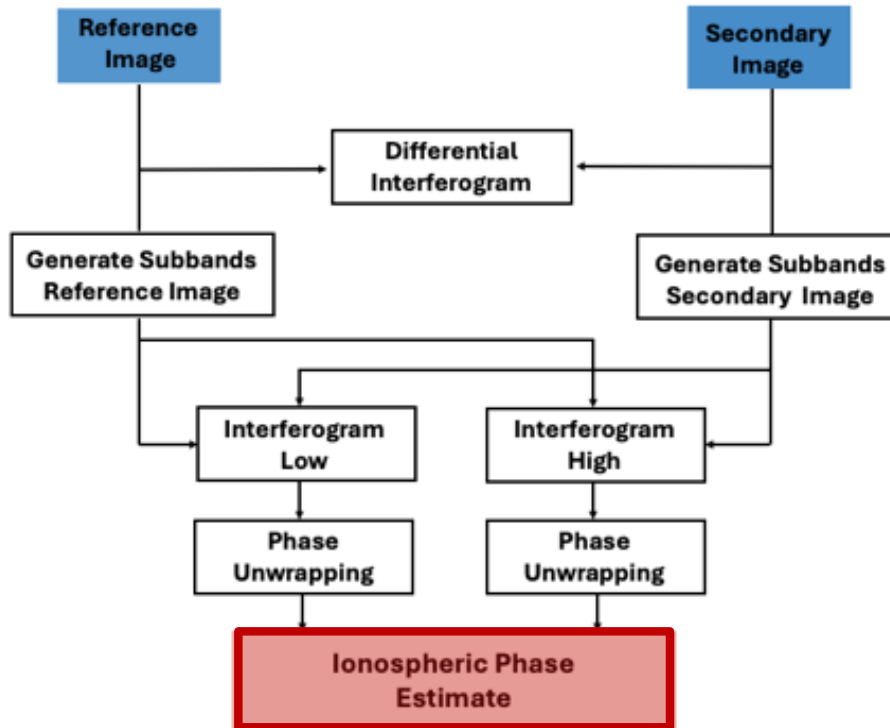 Reference
Image
Secondary
Image
Differential
Interferogram
Generate Subbands
Reference Image
Generate Subbands
Secondary Image
Interferogram
Low
Interferogram
High
Phase
Unwrapping
Phase
Unwrapping
Ionospheric Phase
Estimate